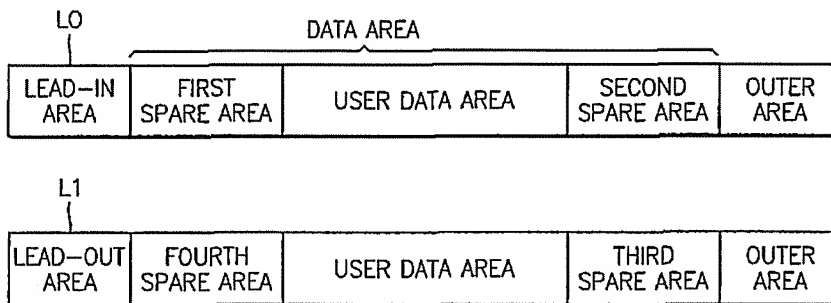 L0
DATA AREA
LEAD-IN
AREA
FIRST
SPARE AREA
USER DATA AREA
SECOND
SPARE AREA
OUTER
AREA
L1
LEAD-OUT
AREA
FOURTH
SPARE AREA
USER DATA AREA
THIRD
SPARE AREA
OUTER
AREA